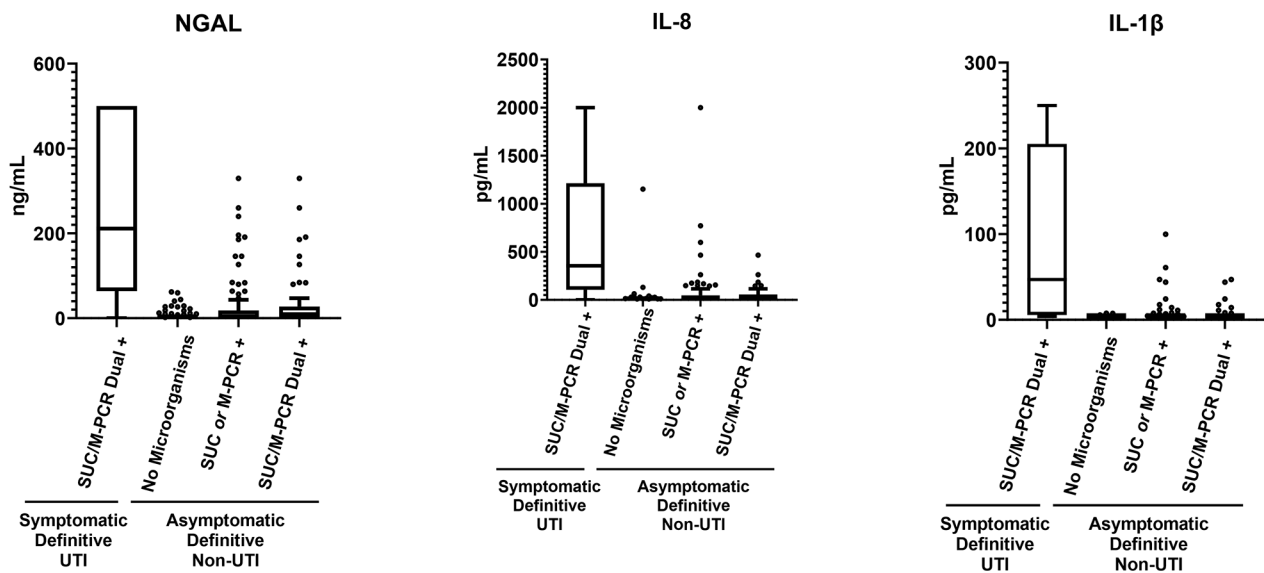 NGAL
600
400
200
0
ng/mL
SUC/M-PCR Dual +
No Microorganisms
SUC or M-PCR +
SUC/M-PCR Dual +
Symptomatic
Definitive
UTI
Asymptomatic
Definitive
Non-UTI
IL-8
2500
2000
1500
1000
500
0
pg/mL
SUC/M-PCR Dual +
No Microorganisms
SUC or M-PCR +
SUC/M-PCR Dual +
Symptomatic
Definitive
UTI
Asymptomatic
Definitive
Non-UTI
IL-1β
300
200
100
0
pg/mL
SUC/M-PCR Dual +
No Microorganisms
SUC or M-PCR +
SUC/M-PCR Dual +
Symptomatic
Definitive
UTI
Asymptomatic
Definitive
Non-UTI